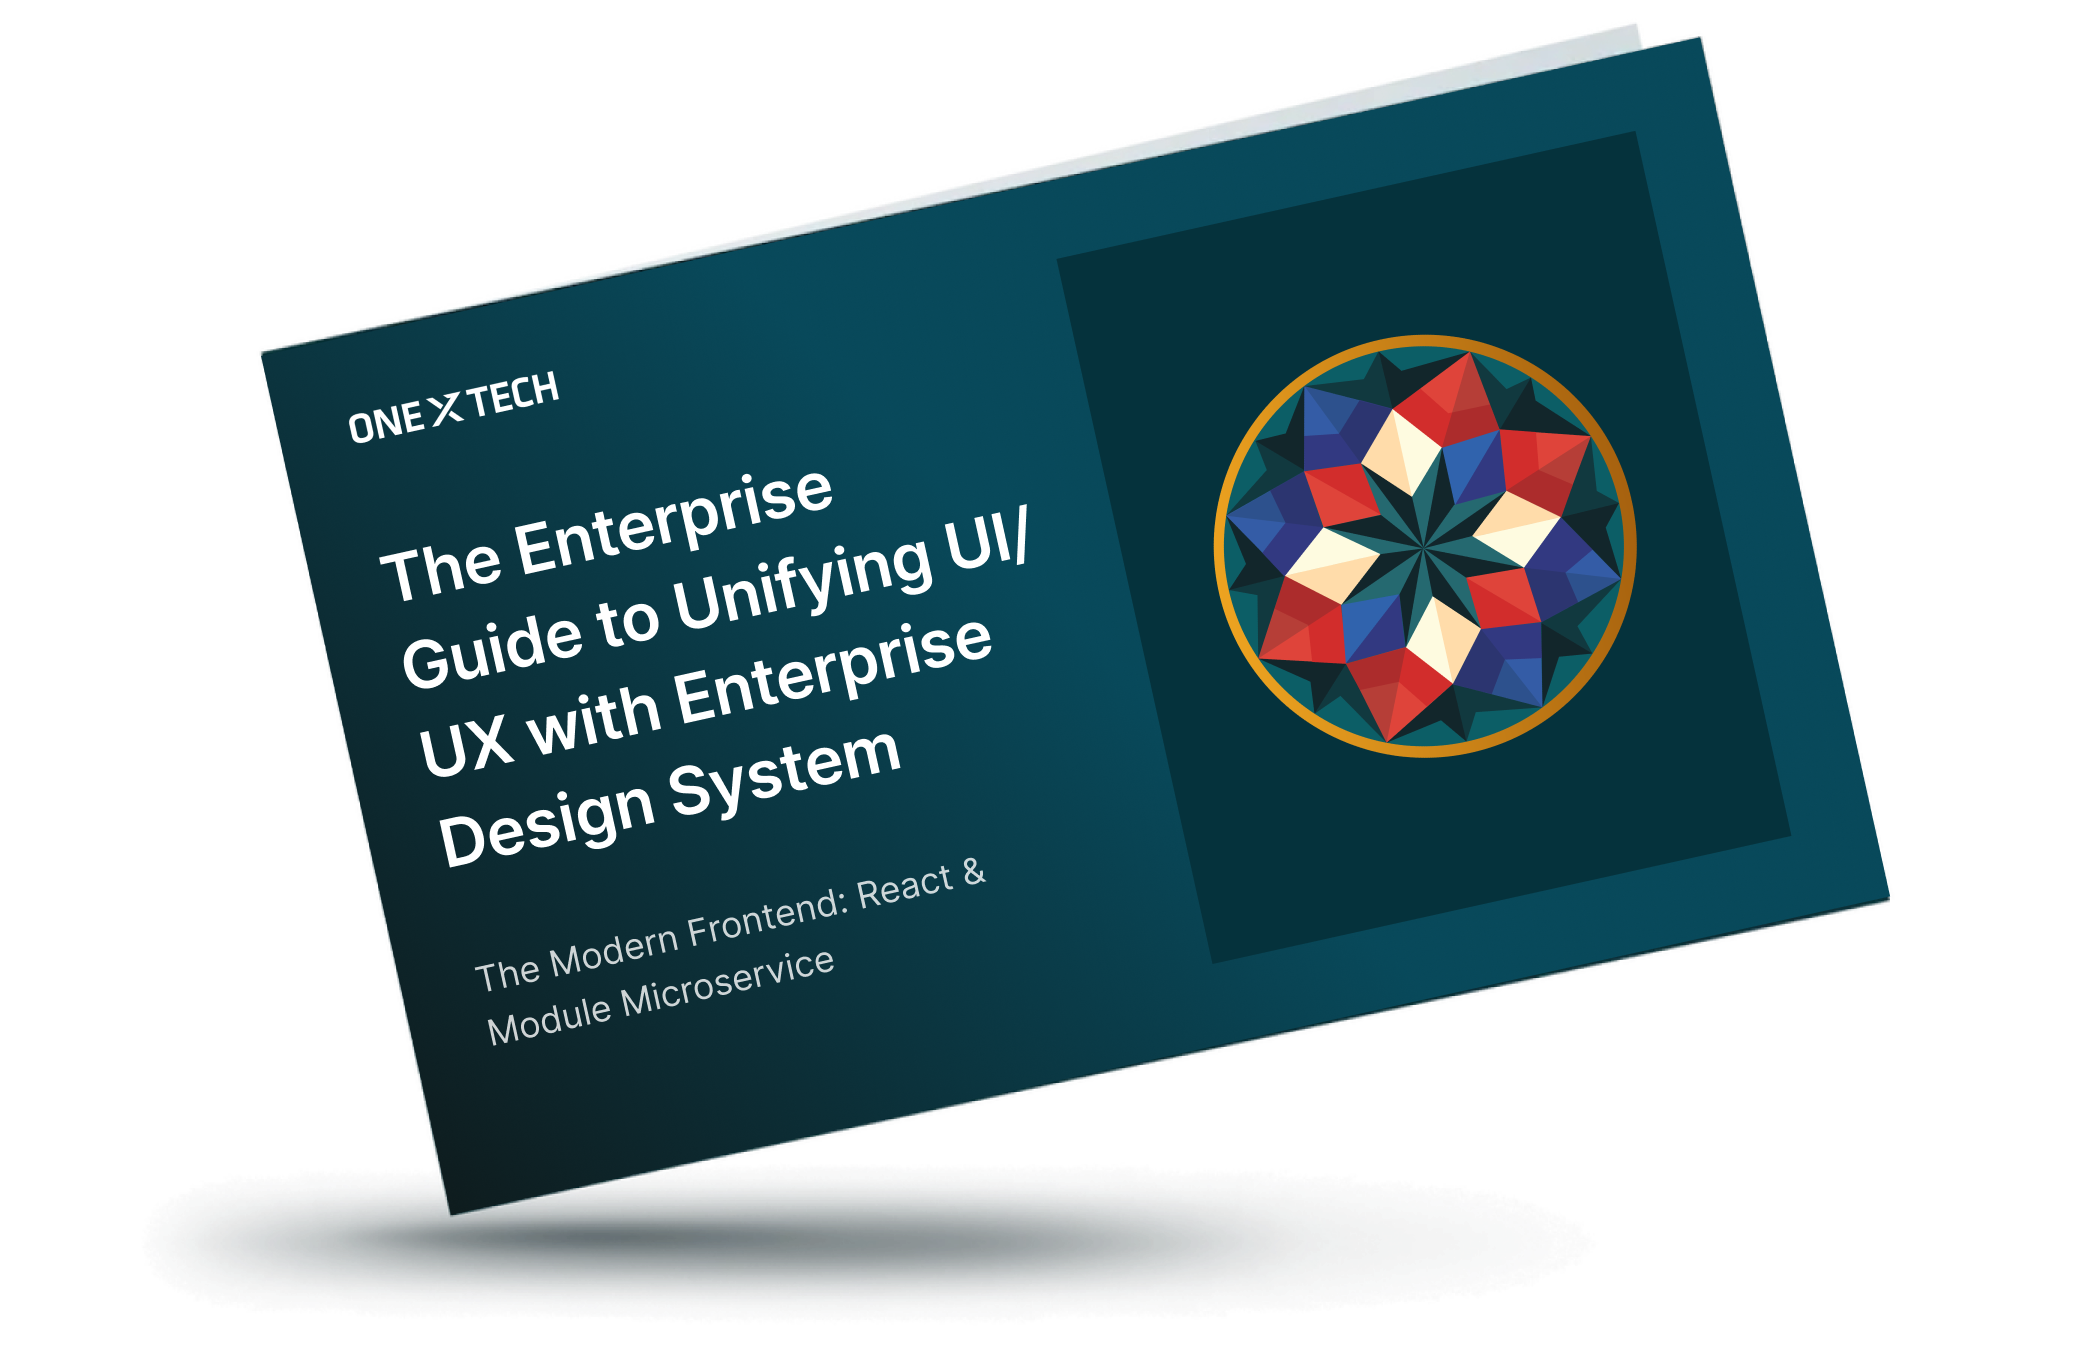 ONE X TECH
The Enterprise
Guide to Unifying UI/
UX with Enterprise
Design System
The Modern Frontend: React &
Module Microservice